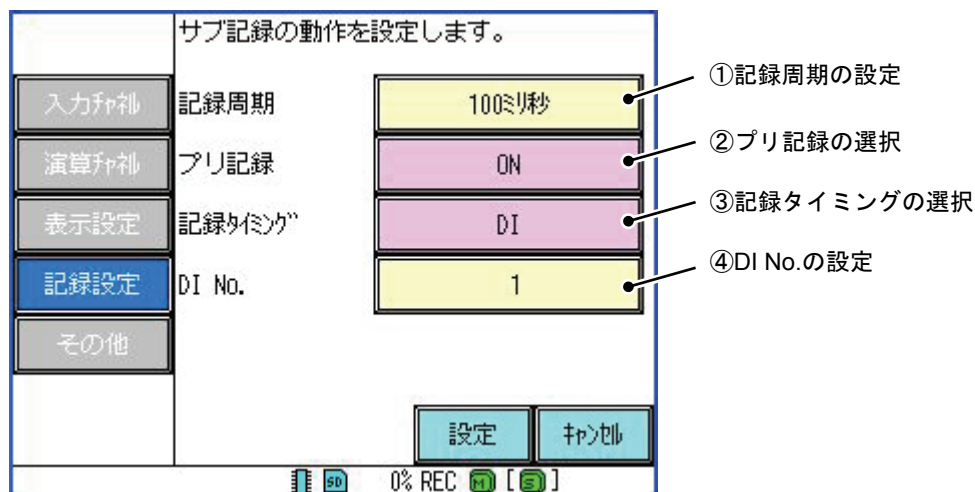 サブ記録の動作を設定します。
入力ﾁｬﾈﾙ
記録周期
100ﾐﾘ秒
①記録周期の設定
演算ﾁｬﾈﾙ
プリ記録
ON
②プリ記録の選択
表示設定
記録ﾀｲﾐﾝｸﾞ
DI
③記録タイミングの選択
記録設定
DI No.
1
④DI No.の設定
その他
設定
ｷｬﾝｾﾙ
SD 0% REC M [S]